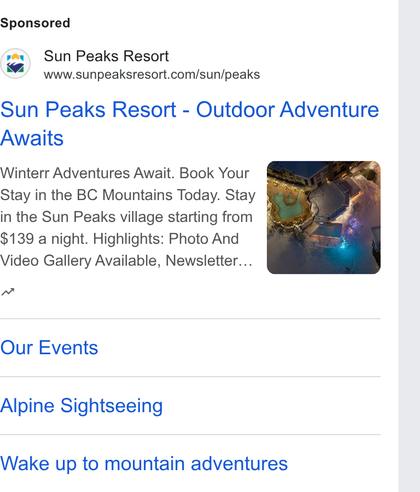 Sponsored
Sun Peaks Resort
www.sunpeaksresort.com/sun/peaks
Sun Peaks Resort - Outdoor Adventure
Awaits
Winterr Adventures Await. Book Your
Stay in the BC Mountains Today. Stay
in the Sun Peaks village starting from
$139 a night. Highlights: Photo And
Video Gallery Available, Newsletter…
Our Events
Alpine Sightseeing
Wake up to mountain adventures